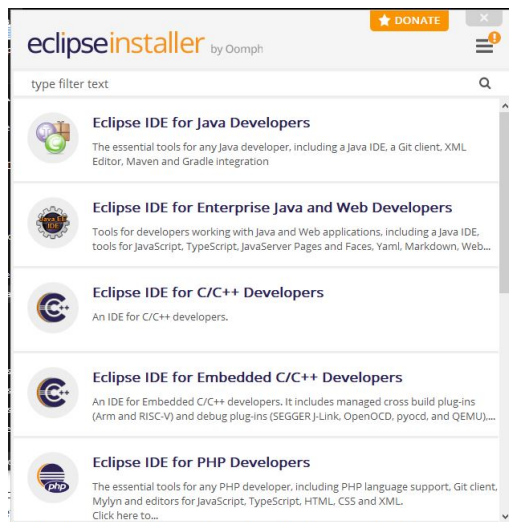 DONATE
eclipseinstaller by Oomph
type filter text
Eclipse IDE for Java Developers
The essential tools for any Java developer, including a Java IDE, a Git client, XML
Editor, Maven and Gradle integration
Eclipse IDE for Enterprise Java and Web Developers
Java EE
IDE
Tools for developers working with Java and Web applications, including a Java IDE,
tools for JavaScript, TypeScript, JavaServer Pages and Faces, Yaml, Markdown, Web...
Eclipse IDE for C/C++ Developers
C++
An IDE for C/C++ developers.
Eclipse IDE for Embedded C/C++ Developers
C++
An IDE for Embedded C/C++ developers. It includes managed cross build plug-ins
(Arm and RISC-V) and debug plug-ins (SEGGER J-Link, OpenOCD, pyocd, and QEMU),...
Eclipse IDE for PHP Developers
php
The essential tools for any PHP developer, including PHP language support, Git client,
Mylyn and editors for JavaScript, TypeScript, HTML, CSS and XML.
Click here to...